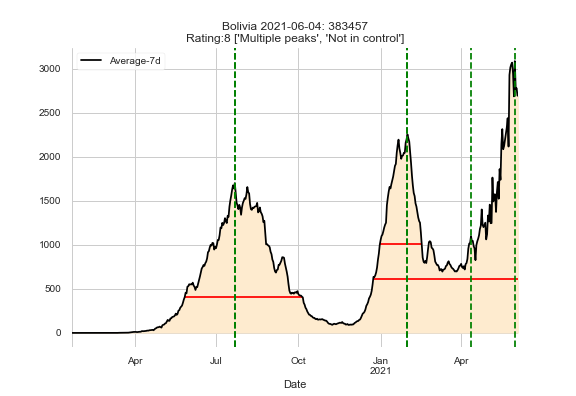 Bolivia 2021-06-04: 383457
Rating:8 ['Multiple peaks', 'Not in control']
Average-7d
3000
2500
2000
1500
1000
500
0
Apr
Jul
Oct
Jan
2021
Apr
Date